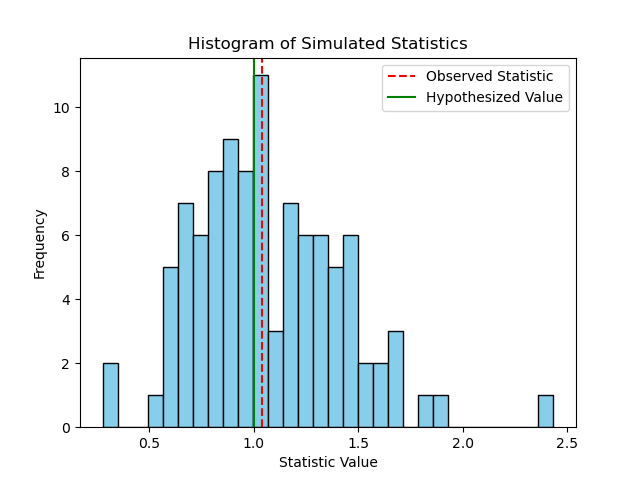 Histogram of Simulated Statistics
Observed Statistic
Hypothesized Value
Frequency
10
8
6
4
2
0
0.5
1.0
1.5
2.0
2.5
Statistic Value